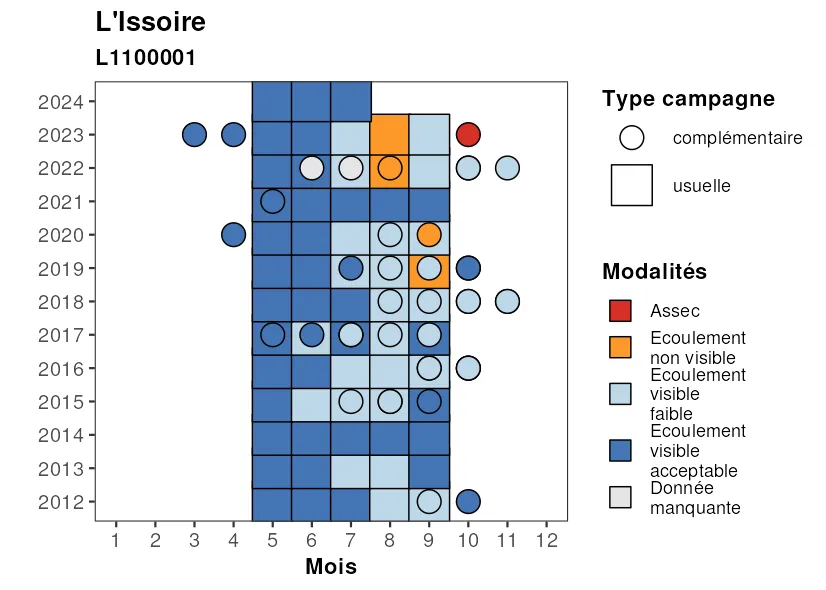 L'Issoire
L1100001
2024
2023
2022
2021
2020
2019
2018
2017
2016
2015
2014
2013
2012
1 2 3 4 5 6 7 8 9 10 11 12
Mois
Type campagne
complémentaire
usuelle
Modalités
Assec
Ecoulement
non visible
Ecoulement
visible
faible
Ecoulement
visible
acceptable
Donnée
manquante